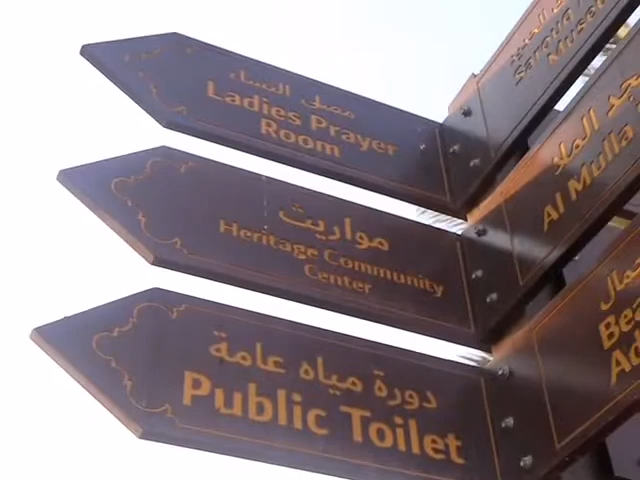 مصلى النساء
Ladies Prayer
Room
مواريث
Heritage Community
Center
دورة مياه عامة
Public Toilet
Al Mulla